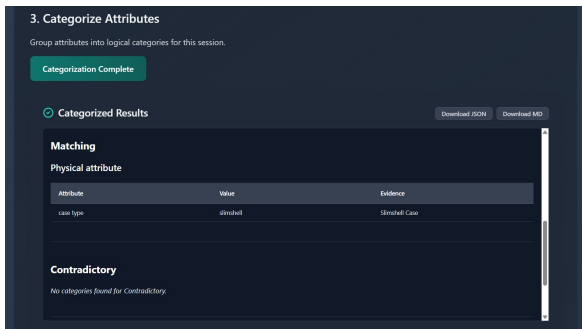 3. Categorize Attributes
Group attributes into logical categories for this session.
Categorization Complete
Categorized Results
Download JSON Download MD
Matching
Physical attribute
Attribute Value Evidence
case type slimshell Slimshell Case
Contradictory
No categories found for Contradictory.